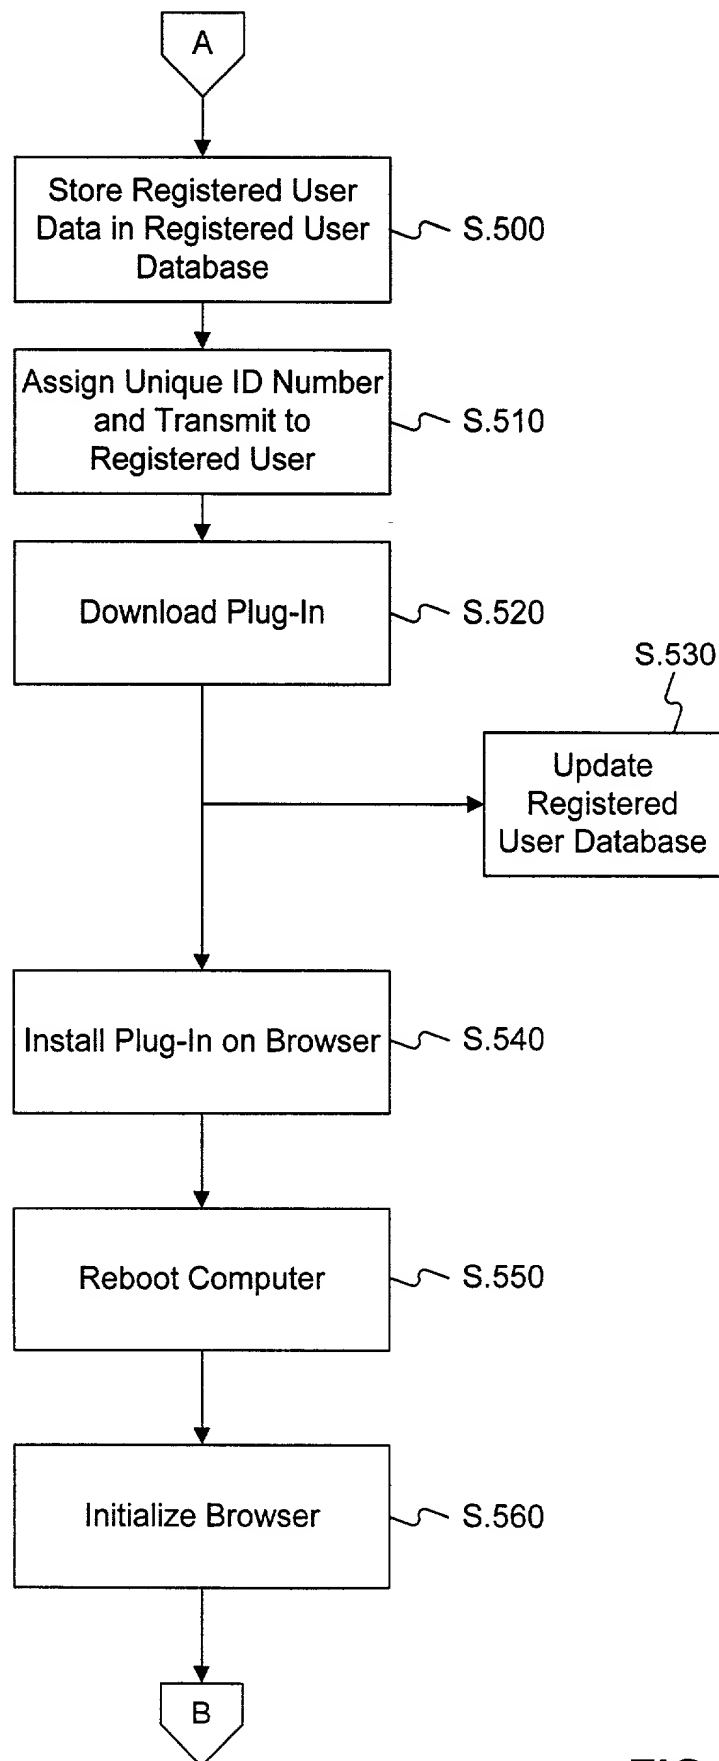 A
Store Registered User
Data in Registered User
Database
S.500
Assign Unique ID Number
and Transmit to
Registered User
S.510
Download Plug-In
S.520
S.530
Update
Registered
User Database
Install Plug-In on Browser
S.540
Reboot Computer
S.550
Initialize Browser
S.560
B